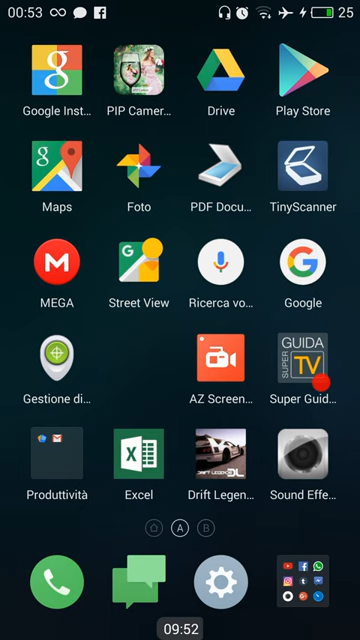 00:53 25
Google Inst... PIP Camer... Drive Play Store
Maps Foto PDF Docu... TinyScanner
MEGA Street View Ricerca vo... Google
GUIDA
SUPER TV
Gestione di... AZ Screen... Super Guid...
Produttività Excel Drift Legen... Sound Effe...
A B
09:52